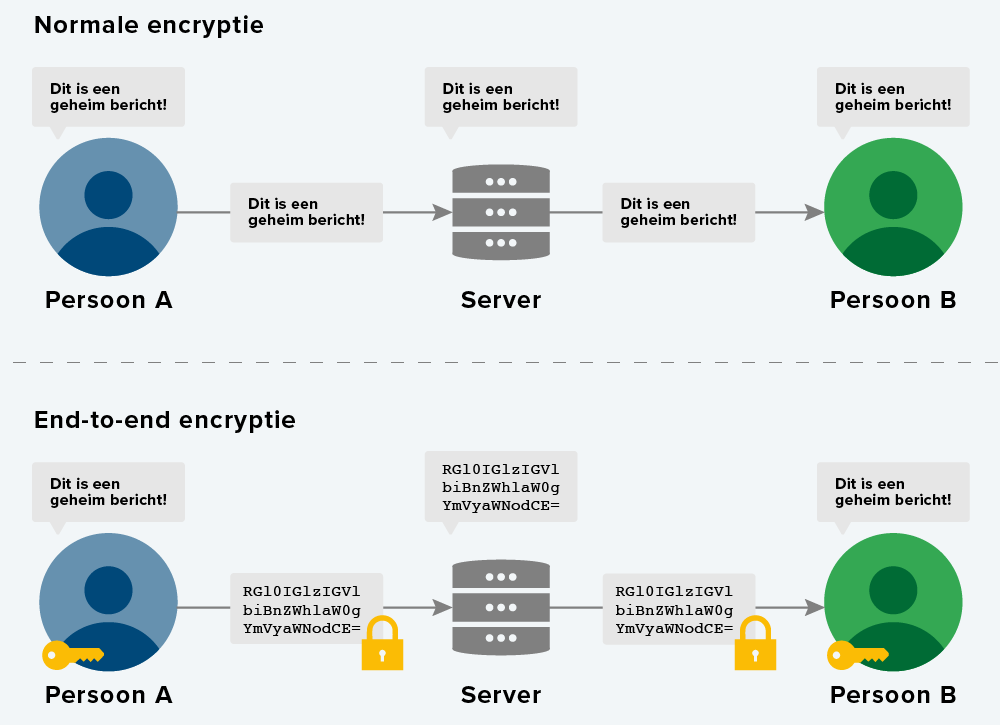 Normale encryptie
Dit is een
geheim bericht!
Dit is een
geheim bericht!
Dit is een
geheim bericht!
Dit is een
geheim bericht!
Dit is een
geheim bericht!
Persoon A
Server
Persoon B
End-to-end encryptie
Dit is een
geheim bericht!
RGl0IGlzIGVl
biBnZWhlaW0g
YmVyaWNodCE=
Dit is een
geheim bericht!
RGl0IGlzIGVl
biBnZWhlaW0g
YmVyaWNodCE=
RGl0IGlzIGVl
biBnZWhlaW0g
YmVyaWNodCE=
Persoon A
Server
Persoon B